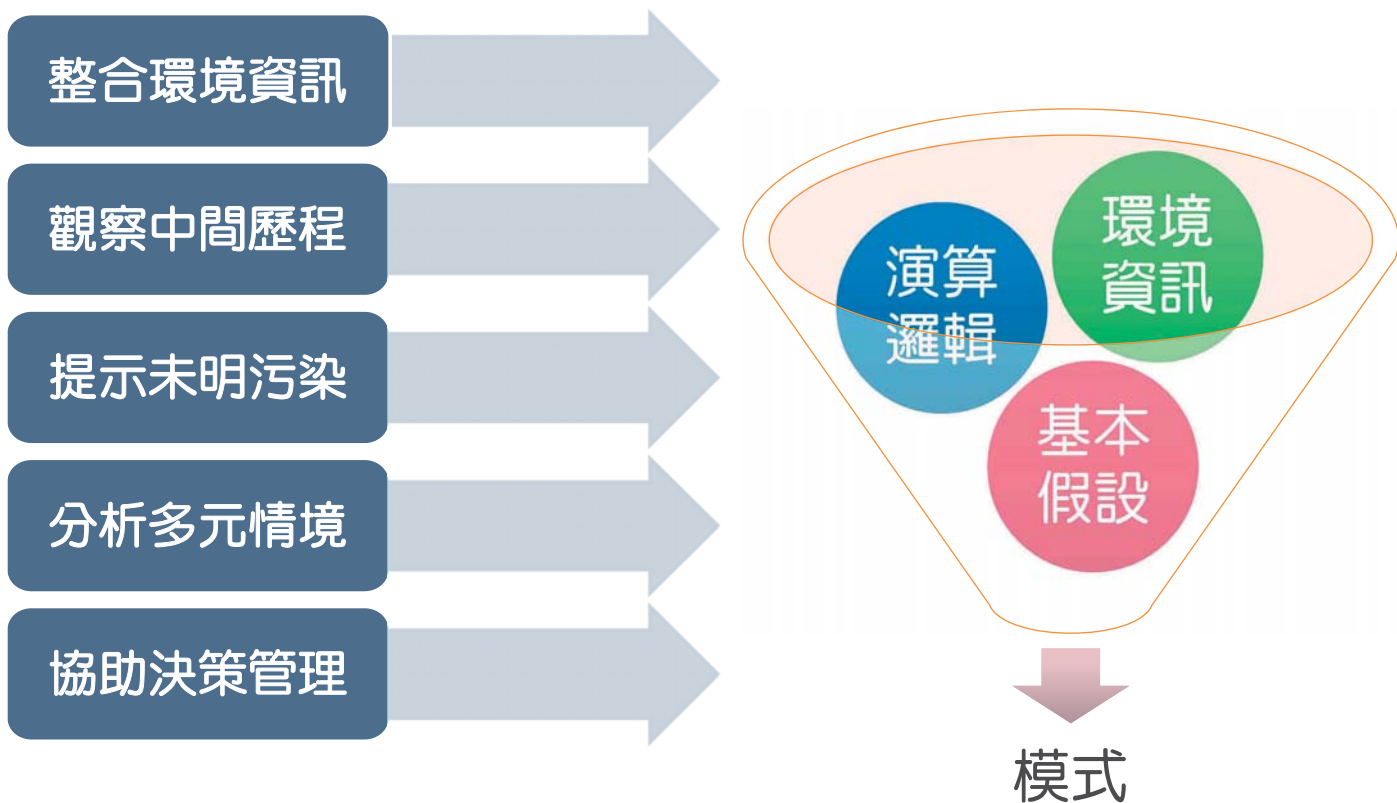 整合環境資訊
觀察中間歷程
提示未明污染
分析多元情境
協助決策管理
演算
邏輯
環境
資訊
基本
假設
模式